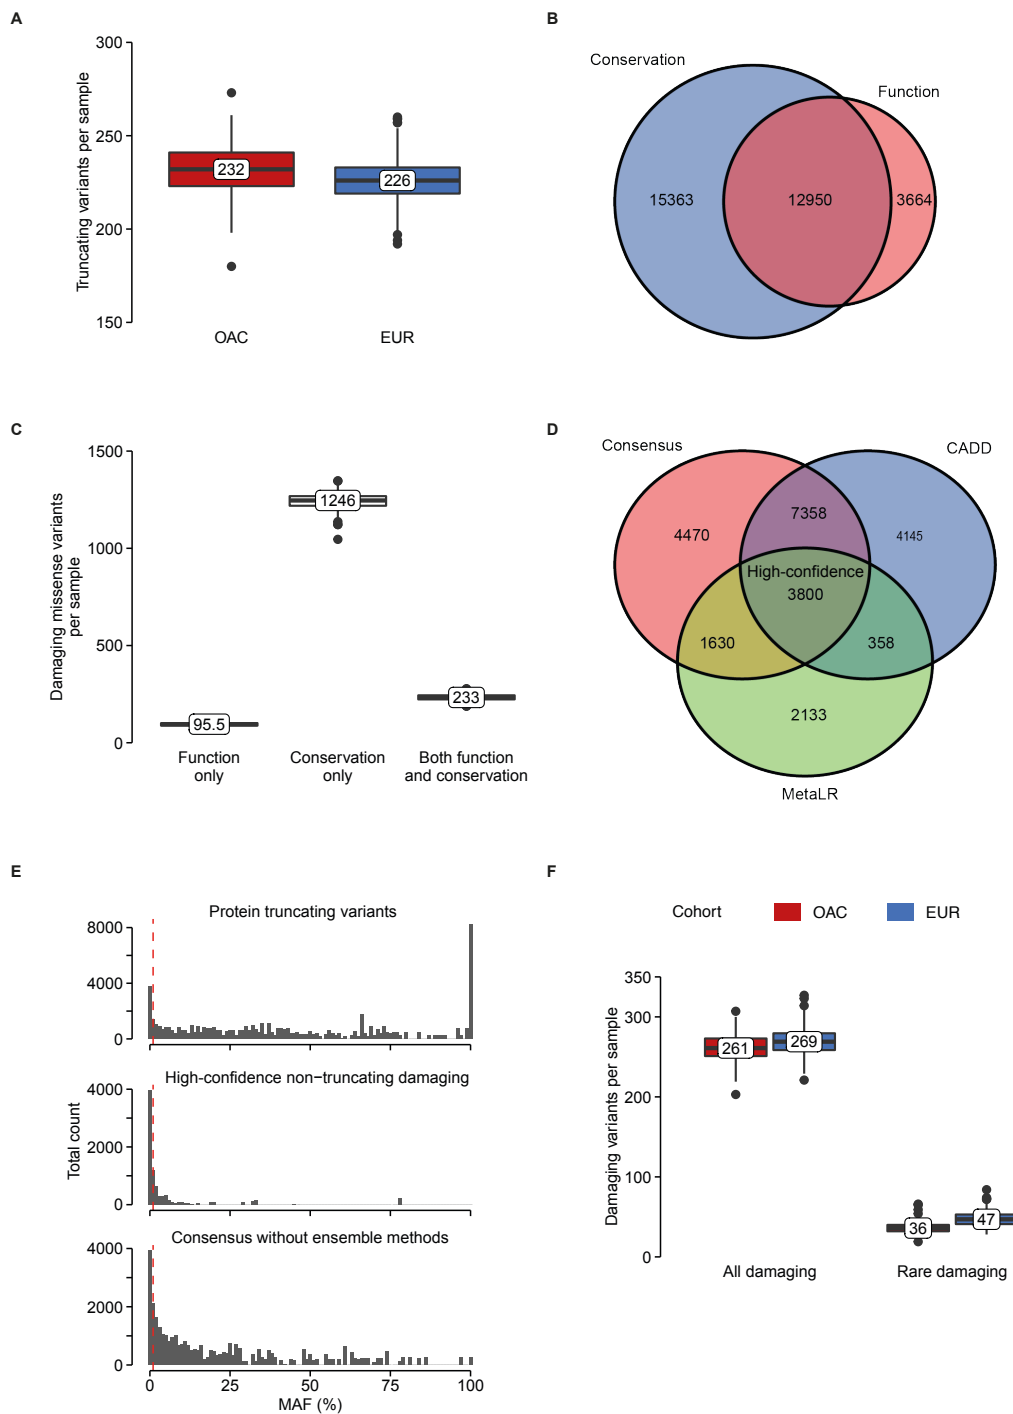 A
Truncating variants per sample
300
250
200
150
232
226
OAC
EUR
B
Conservation
Function
15363
12950
3664
C
Damaging missense variants
per sample
1500
1000
500
0
95.5
1246
233
Function
only
Conservation
only
Both function
and conservation
D
Consensus
CADD
7358
4470
4145
High-confidence
3800
1630
358
2133
MetaLR
E
Total count
Protein truncating variants
8000
4000
0
High-confidence non−truncating damaging
4000
2000
0
Consensus without ensemble methods
4000
2000
0
0
25
50
75
100
MAF (%)
F
Cohort
OAC
EUR
Damaging variants per sample
350
300
200
100
0
261
269
36
47
All damaging
Rare damaging